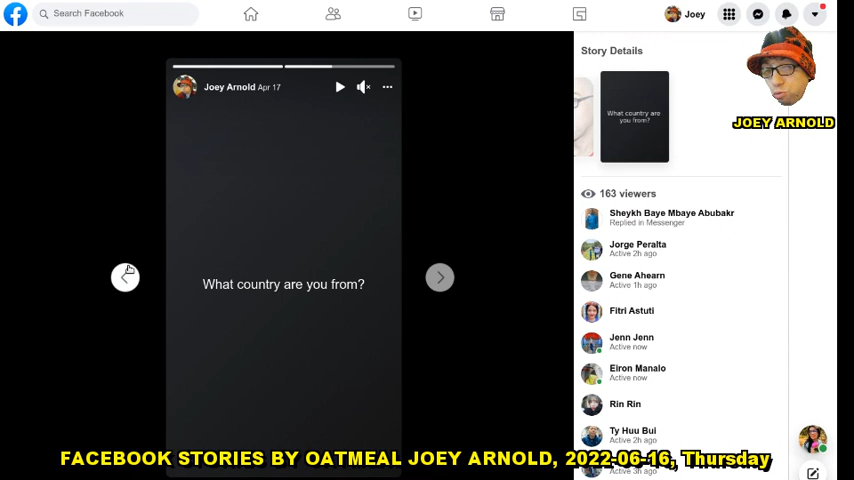 Search Facebook
Joey
Joey Arnold Apr 17
What country are you from?
Story Details
What country are
you from?
JOEY ARNOLD
163 viewers
Sheykh Baye Mbaye Abubakr
Replied in Messenger
Jorge Peralta
Active 2h ago
Gene Ahearn
Active 1h ago
Fitri Astuti
Jenn Jenn
Active now
Eiron Manalo
Active now
Rin Rin
Ty Huu Bui
Active 2h ago
Active 3h ago
FACEBOOK STORIES BY OATMEAL JOEY ARNOLD, 2022-06-16, Thursday